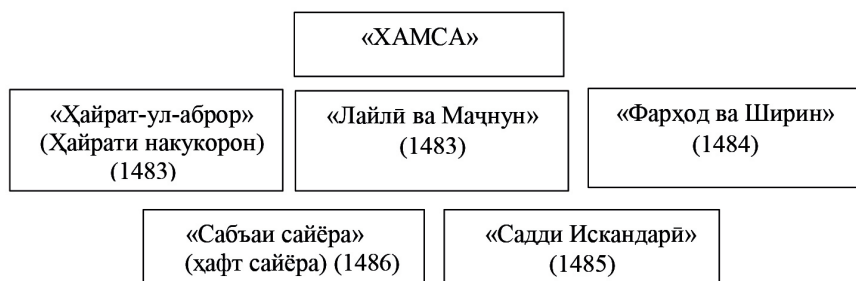 «ХАМСА»
«Ҳайрат-ул-аброр»
(Ҳайрати накукорон)
(1483)
«Лайлӣ ва Маҷнун»
(1483)
«Фарҳод ва Ширин»
(1484)
«Сабъаи сайёра»
(ҳафт сайёра) (1486)
«Садди Искандарӣ»
(1485)